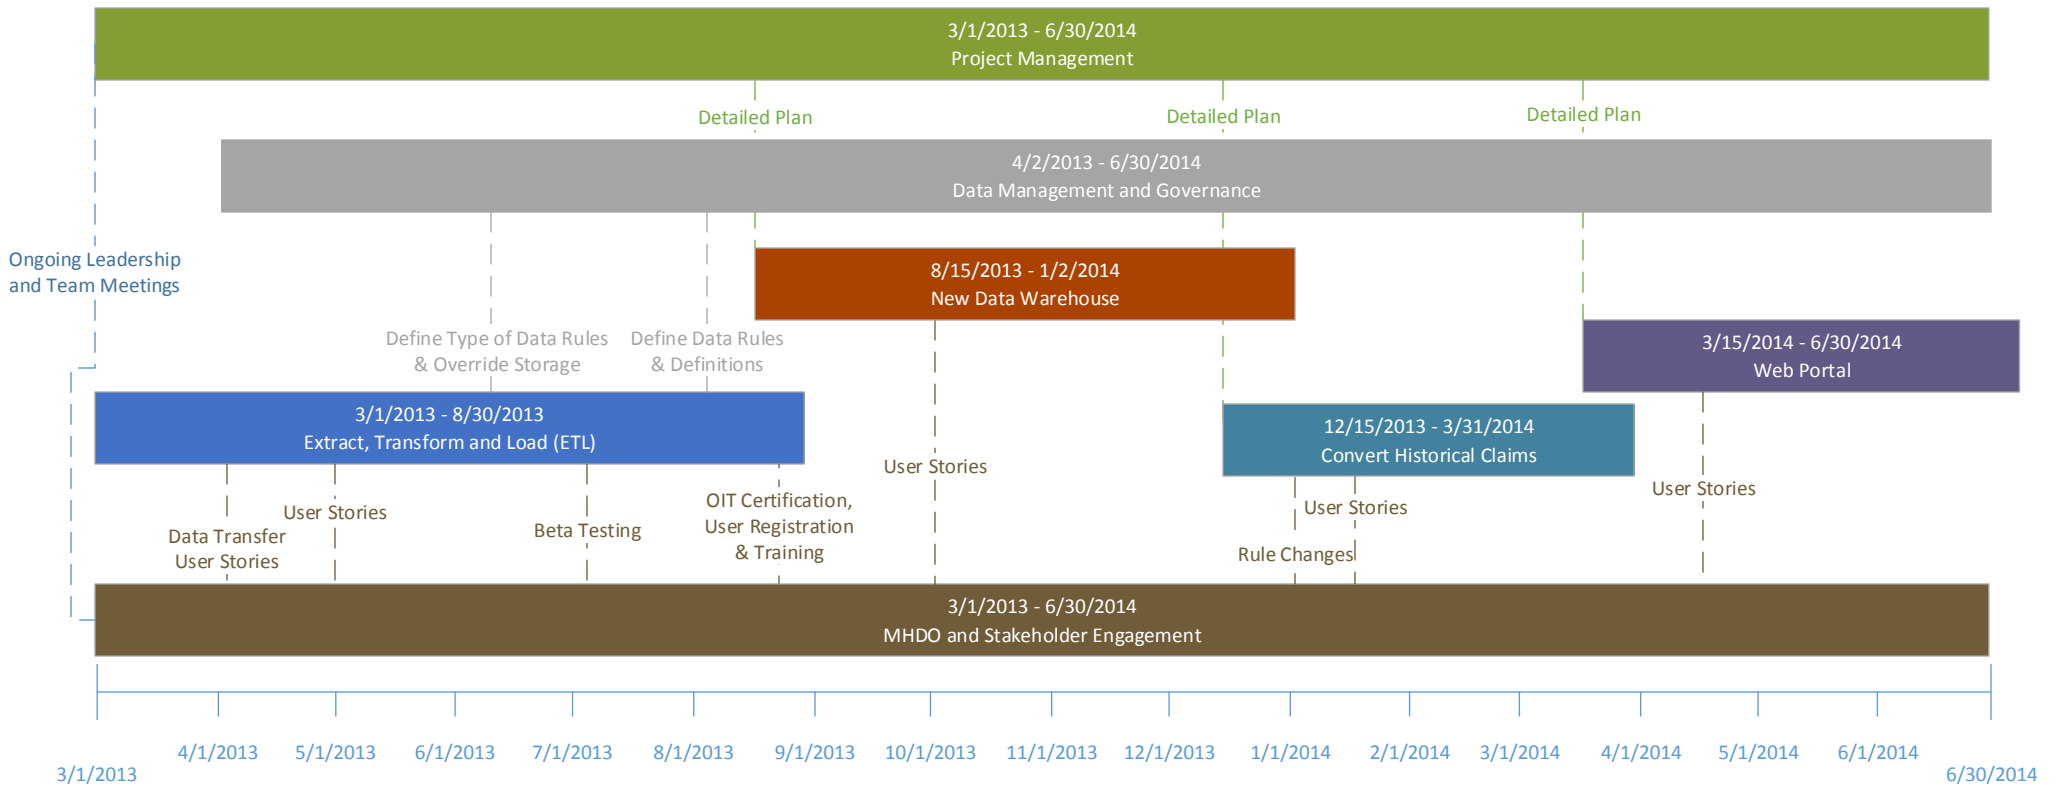 3/1/2013 - 6/30/2014
Project Management
Detailed Plan
Detailed Plan
Detailed Plan
4/2/2013 - 6/30/2014
Data Management and Governance
Ongoing Leadership
and Team Meetings
8/15/2013 - 1/2/2014
New Data Warehouse
Define Type of Data Rules
& Override Storage
Define Data Rules
& Definitions
3/15/2014 - 6/30/2014
Web Portal
3/1/2013 - 8/30/2013
Extract, Transform and Load (ETL)
12/15/2013 - 3/31/2014
Convert Historical Claims
Data Transfer
User Stories
User Stories
Beta Testing
OIT Certification,
User Registration
& Training
User Stories
Rule Changes
User Stories
User Stories
3/1/2013 - 6/30/2014
MHDO and Stakeholder Engagement
3/1/2013
4/1/2013
5/1/2013
6/1/2013
7/1/2013
8/1/2013
9/1/2013
10/1/2013
11/1/2013
12/1/2013
1/1/2014
2/1/2014
3/1/2014
4/1/2014
5/1/2014
6/1/2014
6/30/2014